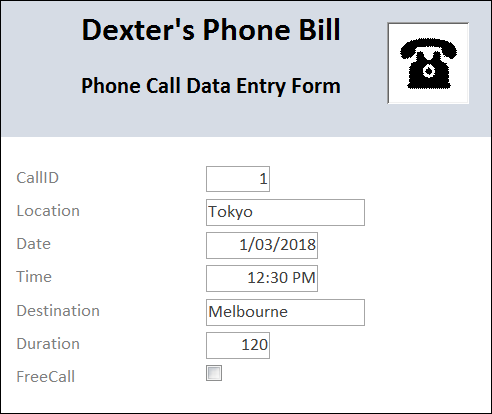 Dexter's Phone Bill
Phone Call Data Entry Form
CallID 1
Location Tokyo
Date 1/03/2018
Time 12:30 PM
Destination Melbourne
Duration 120
FreeCall